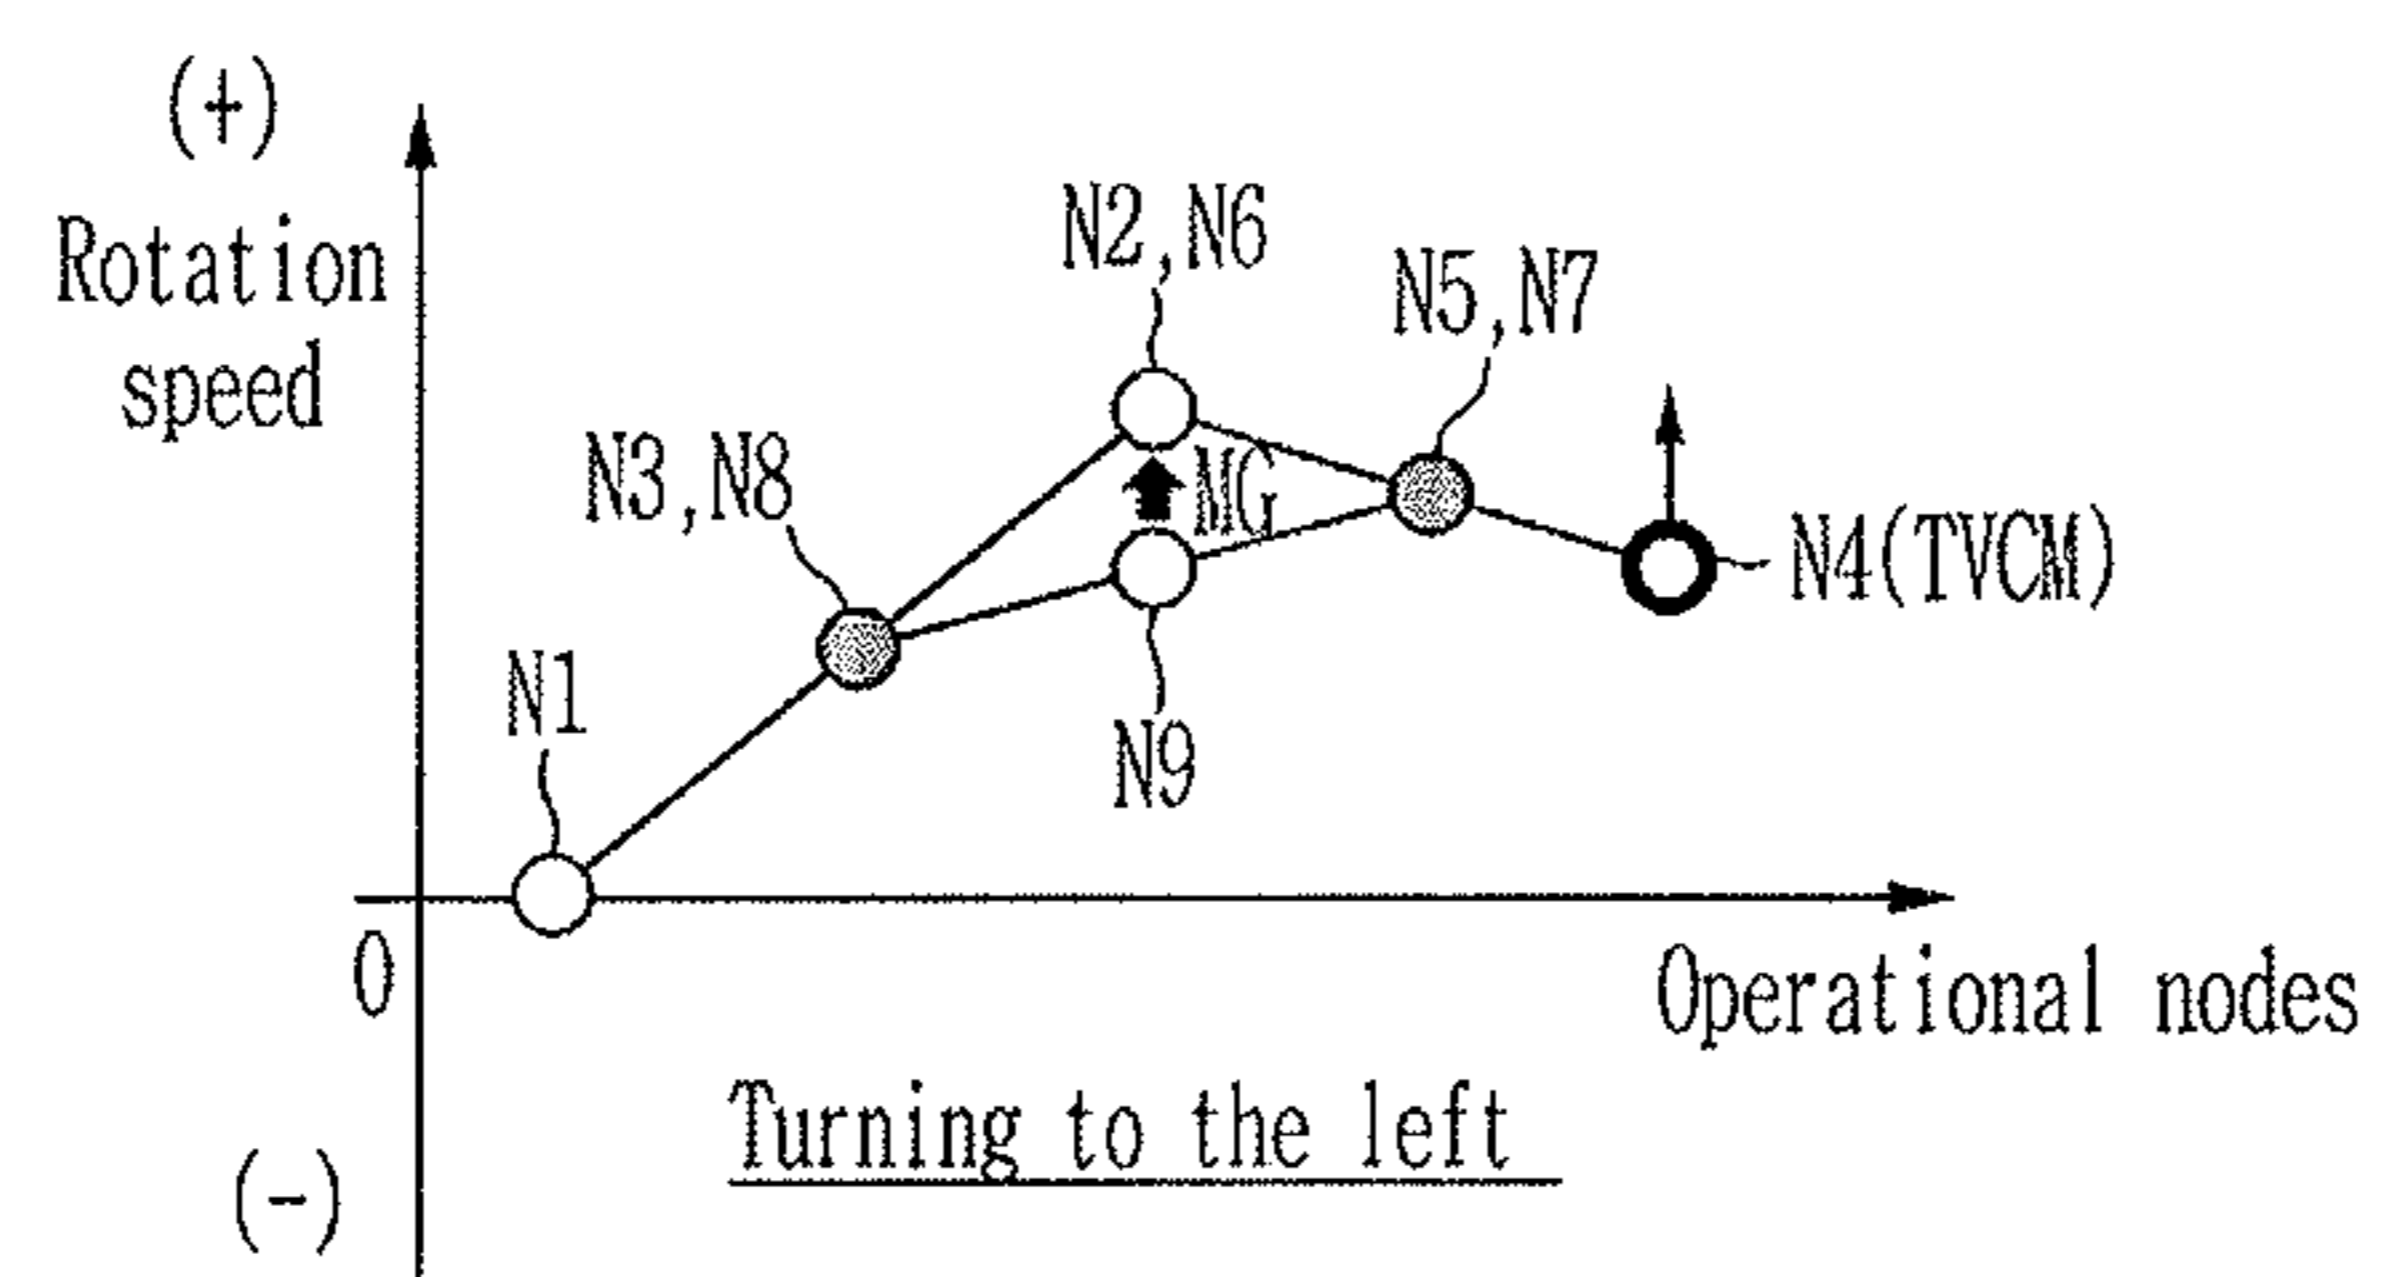 (+)
Rotation
speed
N2,N6
N5,N7
N3,N8
MG
N4(TVCM)
N1
N9
0
Operational nodes
Turning to the left
(-)